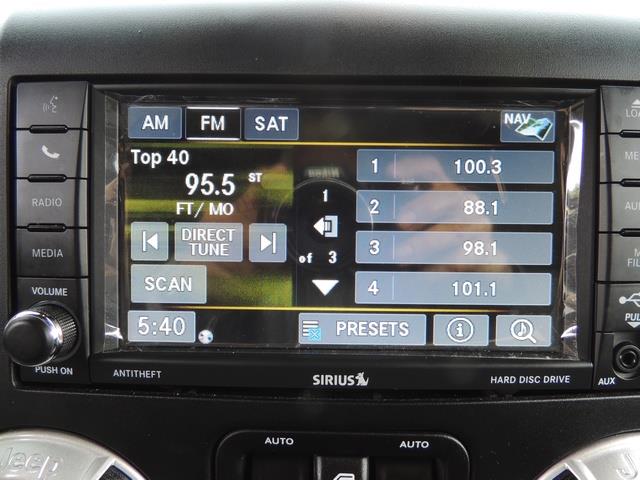 AM FM SAT NAV
Top 40
95.5 ST
FT/ MO
DIRECT
TUNE
SCAN
5:40
1
of 3
1 100.3
2 88.1
3 98.1
4 101.1
PRESETS
RADIO
MEDIA
VOLUME
PUSH ON
ANTITHEFT
SIRIUS
HARD DISC DRIVE
AUX
AUTO
AUTO
Jeep